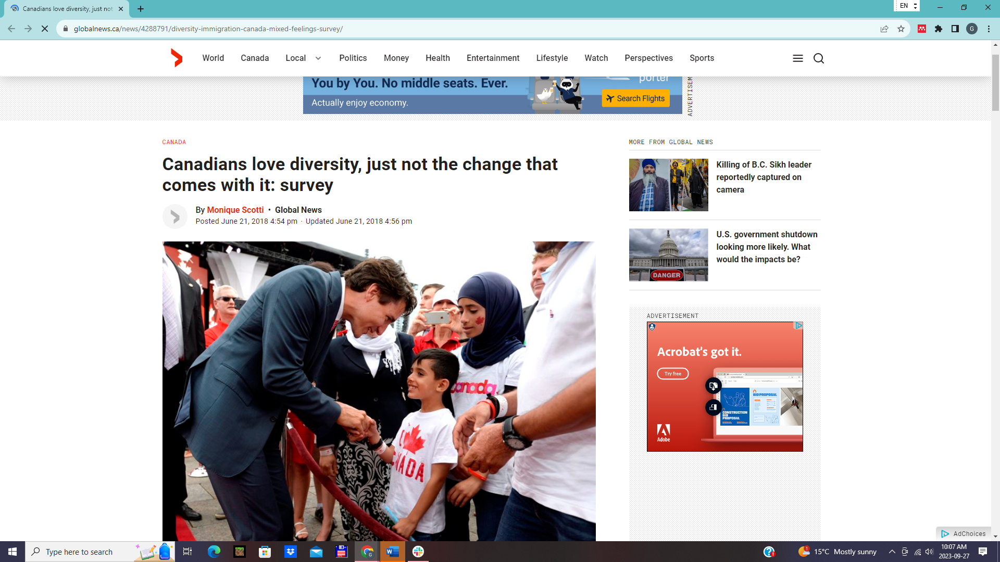 Canadians love diversity, just not
EN
globalnews.ca/news/4288791/diversity-immigration-canada-mixed-feelings-survey/
G
World Canada Local Politics Money Health Entertainment Lifestyle Watch Perspectives Sports
You by You. No middle seats. Ever.
Actually enjoy economy.
porter
Search Flights
ADVERTISEM
CANADA
Canadians love diversity, just not the change that
comes with it: survey
By Monique Scotti • Global News
Posted June 21, 2018 4:54 pm · Updated June 21, 2018 4:56 pm
anada
CANADA
MORE FROM GLOBAL NEWS
Killing of B.C. Sikh leader
reportedly captured on
camera
DANGER
U.S. government shutdown
looking more likely. What
would the impacts be?
ADVERTISEMENT
Acrobat's got it.
Try free
BID PROPOSAL
CONSTRUCTION
BID
PROPOSAL
Adobe
AdChoices
Type here to search
G
W
1
15°C Mostly sunny
10:07 AM
2023-09-27